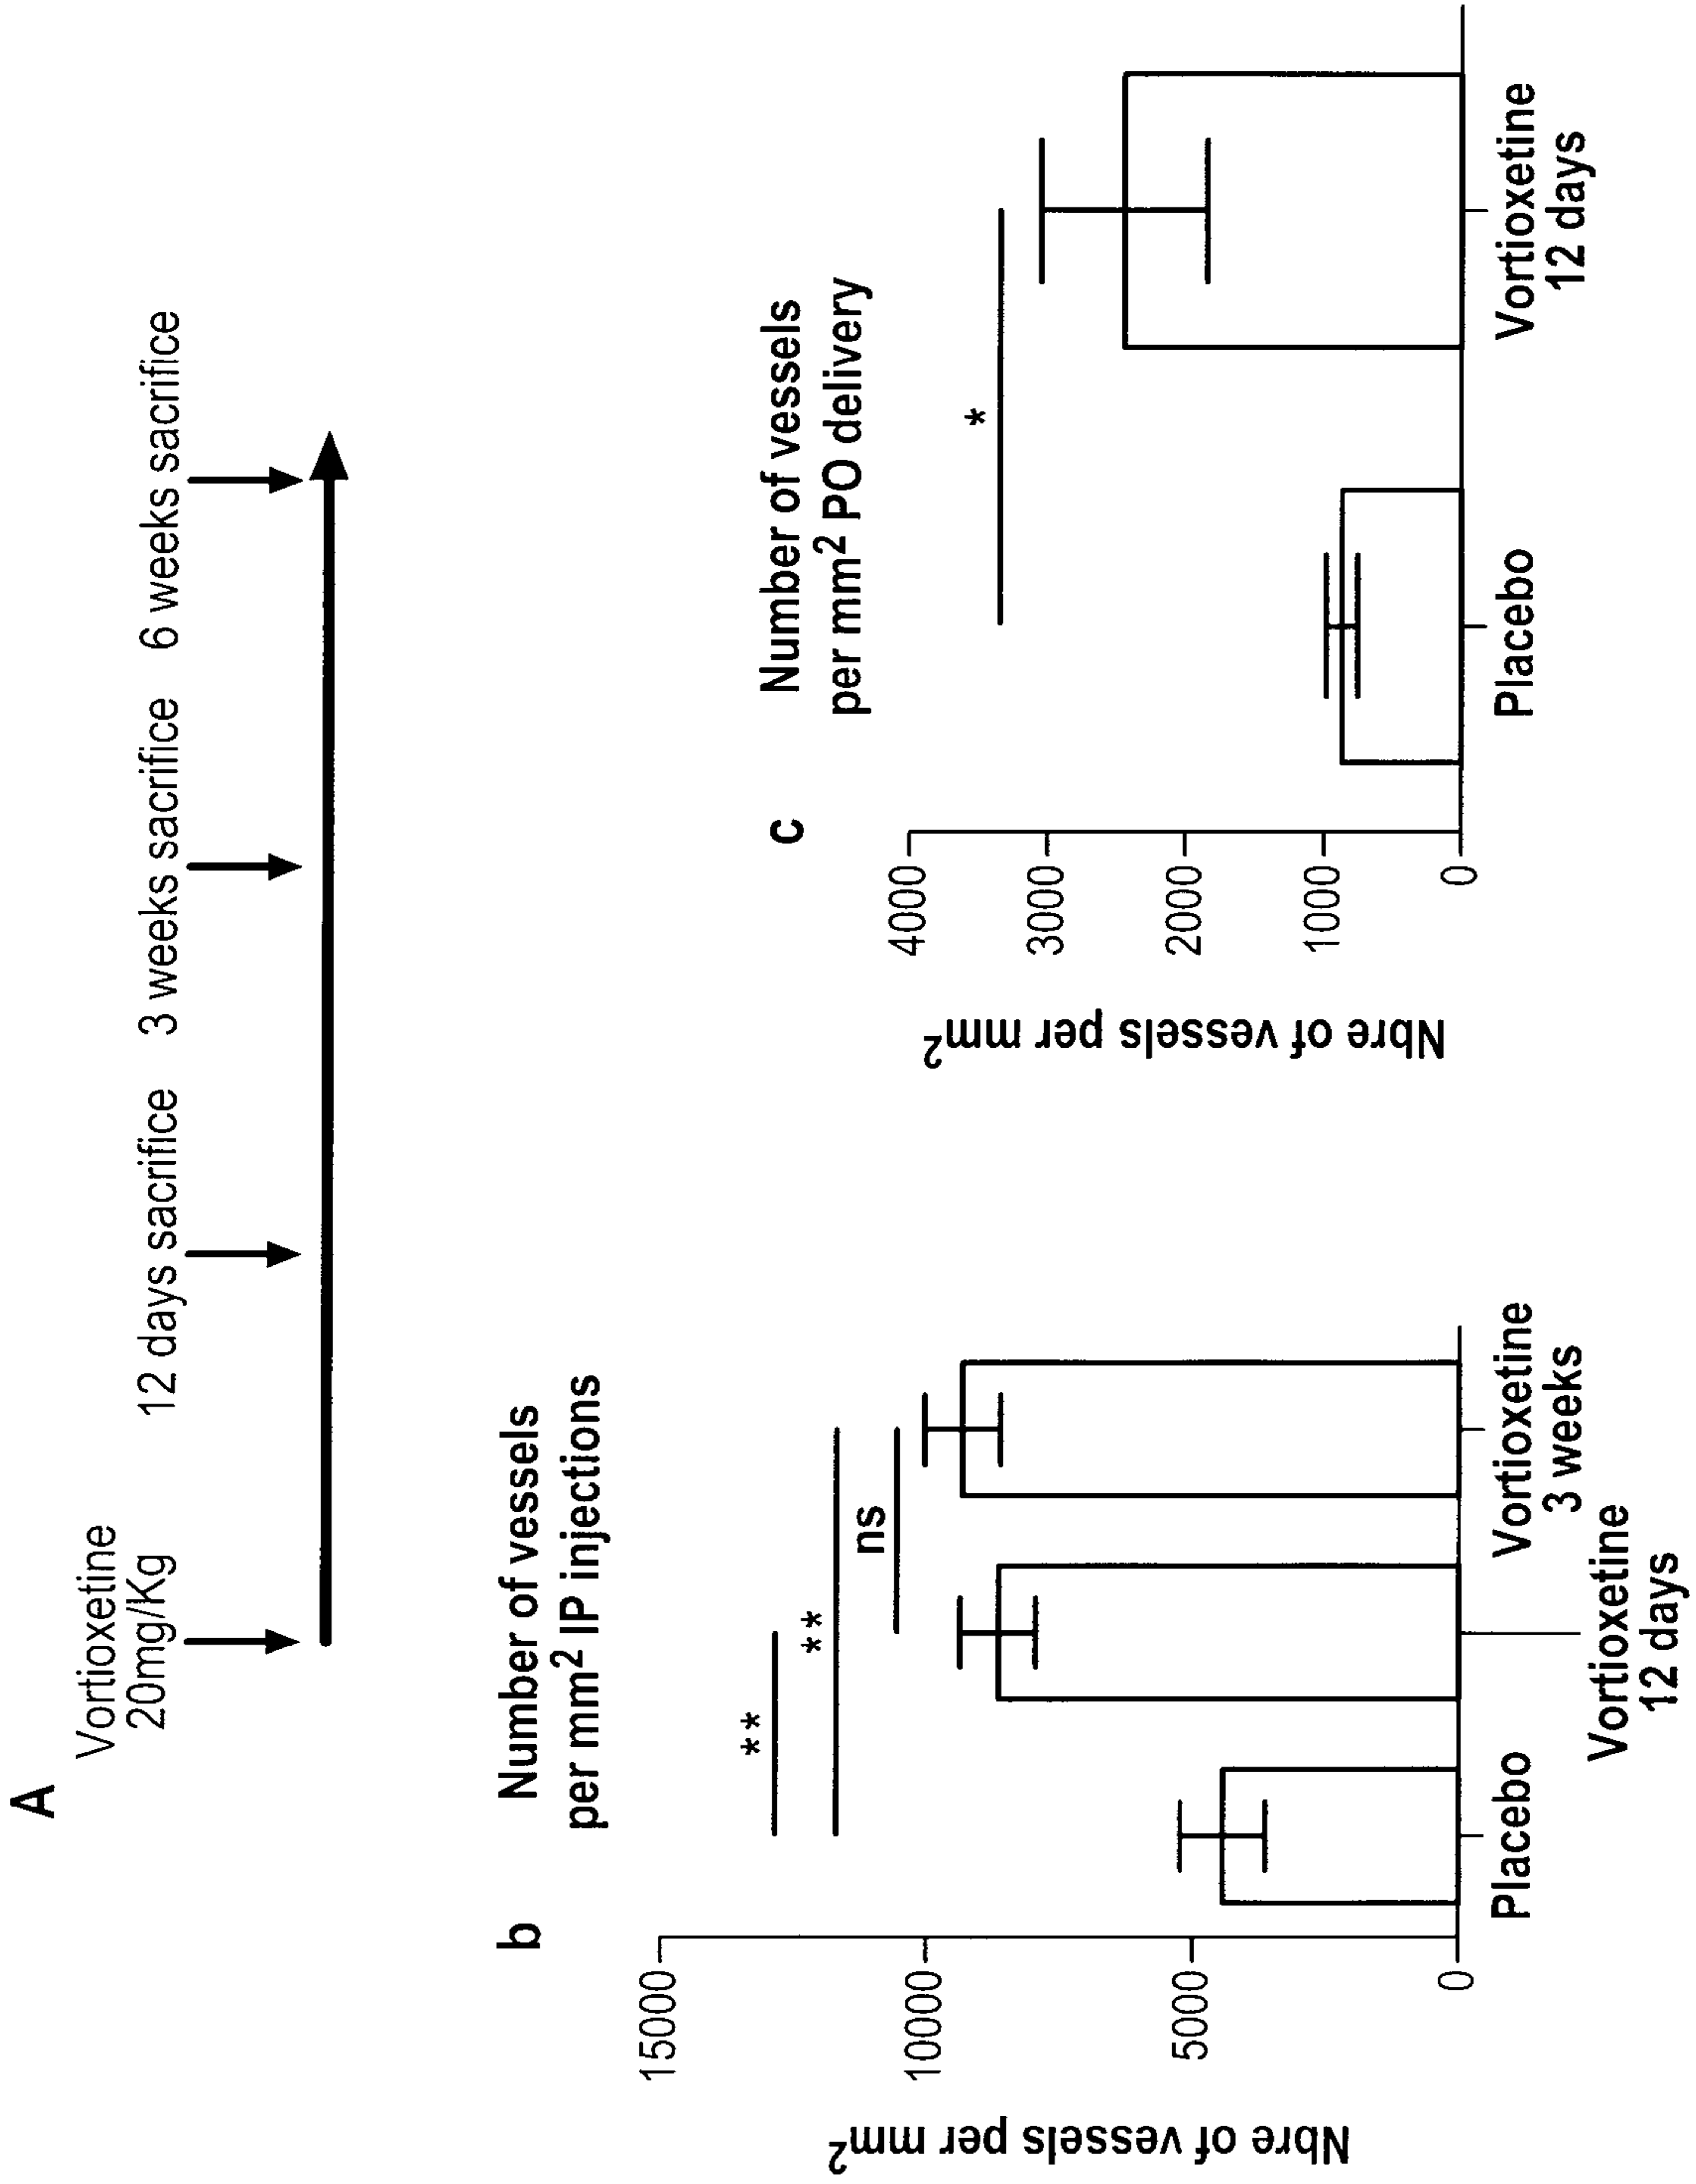 A
Vortioxetine
20mg/Kg
12 days sacrifice
3 weeks sacrifice
6 weeks sacrifice
b
Number of vessels
per mm² IP injections
Nbre of vessels per mm²
15000
10000
5000
0
**
**
ns
Placebo
Vortioxetine
12 days
Vortioxetine
3 weeks
c
Number of vessels
per mm² PO delivery
Nbre of vessels per mm²
4000
3000
2000
1000
0
*
Placebo
Vortioxetine
12 days